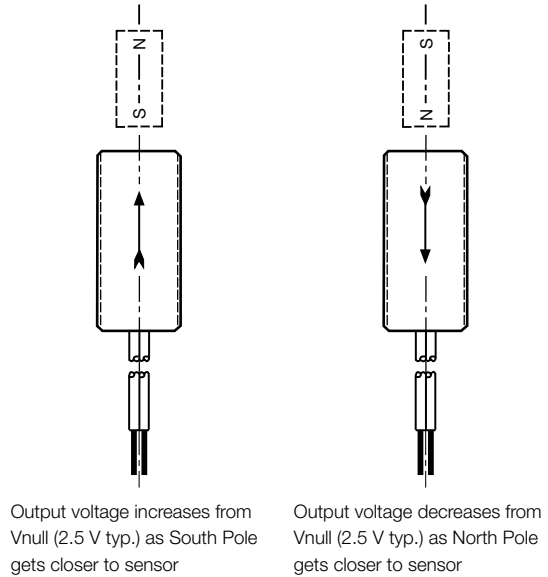 N
S
S
N
Output voltage increases from
Vnull (2.5 V typ.) as South Pole
gets closer to sensor
Output voltage decreases from
Vnull (2.5 V typ.) as North Pole
gets closer to sensor